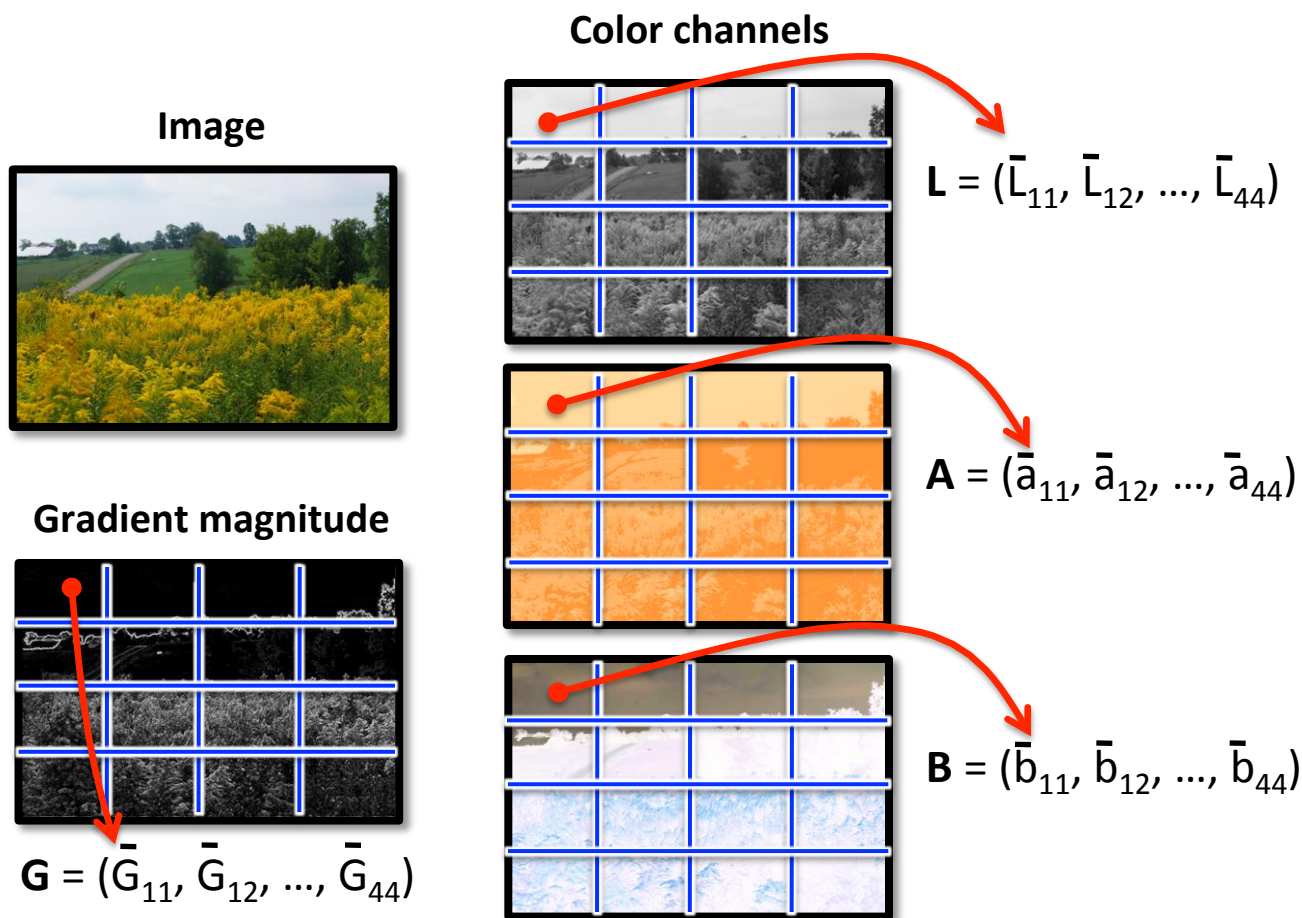 Color channels
Image
L = (L̄₁₁, L̄₁₂, ..., L̄₄₄)
A = (ā₁₁, ā₁₂, ..., ā₄₄)
Gradient magnitude
B = (b̄₁₁, b̄₁₂, ..., b̄₄₄)
G = (Ḡ₁₁, Ḡ₁₂, ..., Ḡ₄₄)